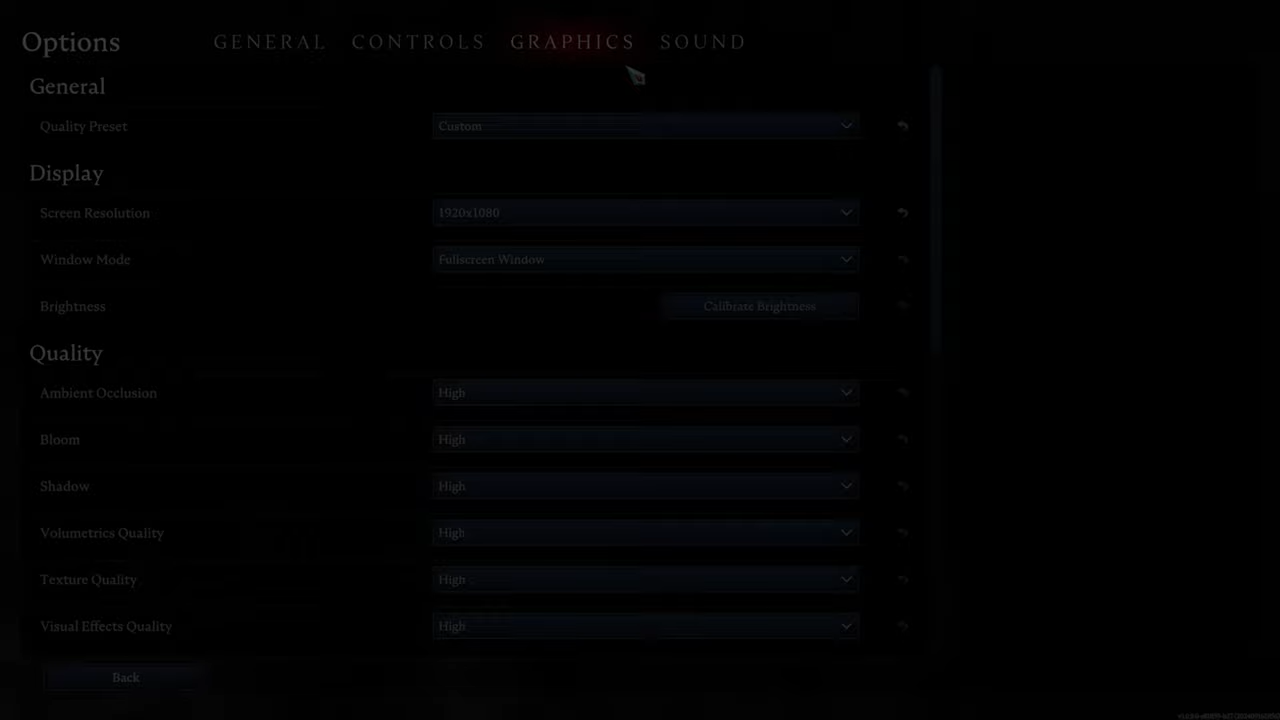 Options GENERAL CONTROLS GRAPHICS SOUND
General
Quality Preset Custom
Display
Screen Resolution 1920x1080
Window Mode Fullscreen Window
Brightness Calibrate Brightness
Quality
Ambient Occlusion High
Bloom High
Shadow High
Volumetrics Quality High
Texture Quality High
Visual Effects Quality High
Back